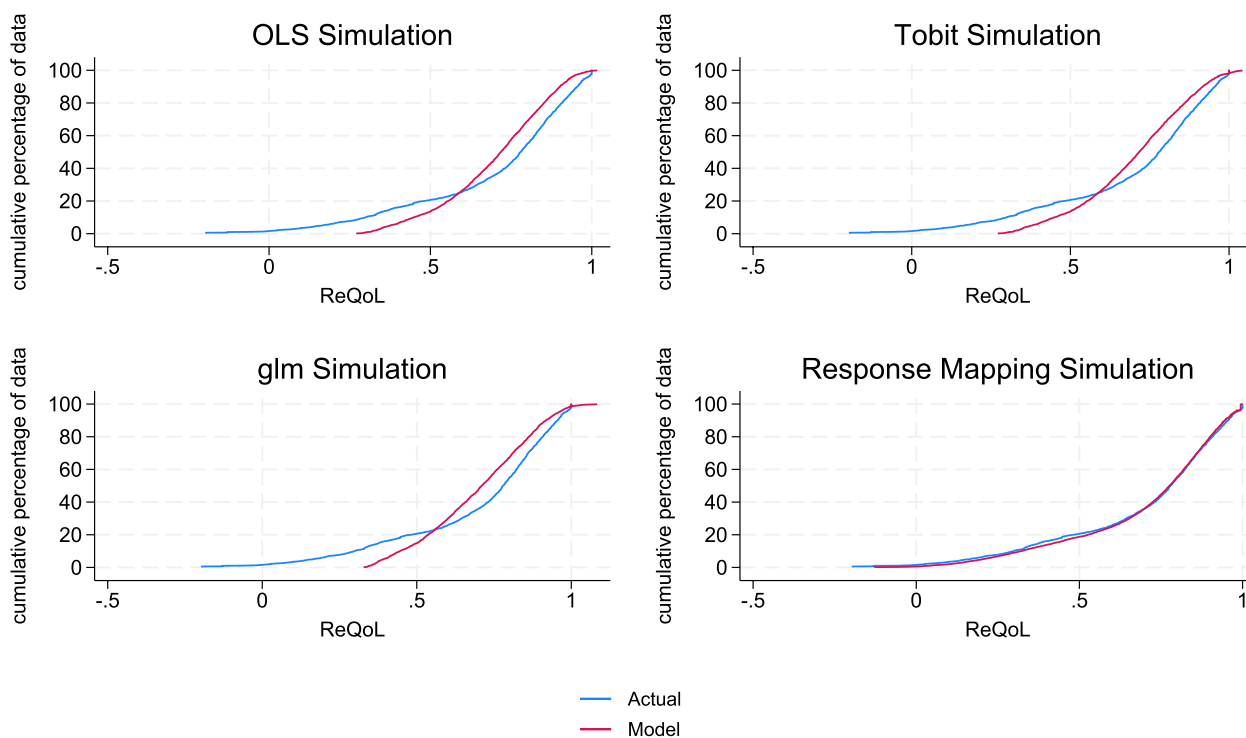 OLS Simulation
cumulative percentage of data
100
80
60
40
20
0
-.5 0 .5 1
ReQoL
Tobit Simulation
cumulative percentage of data
100
80
60
40
20
0
-.5 0 .5 1
ReQoL
glm Simulation
cumulative percentage of data
100
80
60
40
20
0
-.5 0 .5 1
ReQoL
Response Mapping Simulation
cumulative percentage of data
100
80
60
40
20
0
-.5 0 .5 1
ReQoL
Actual
Model